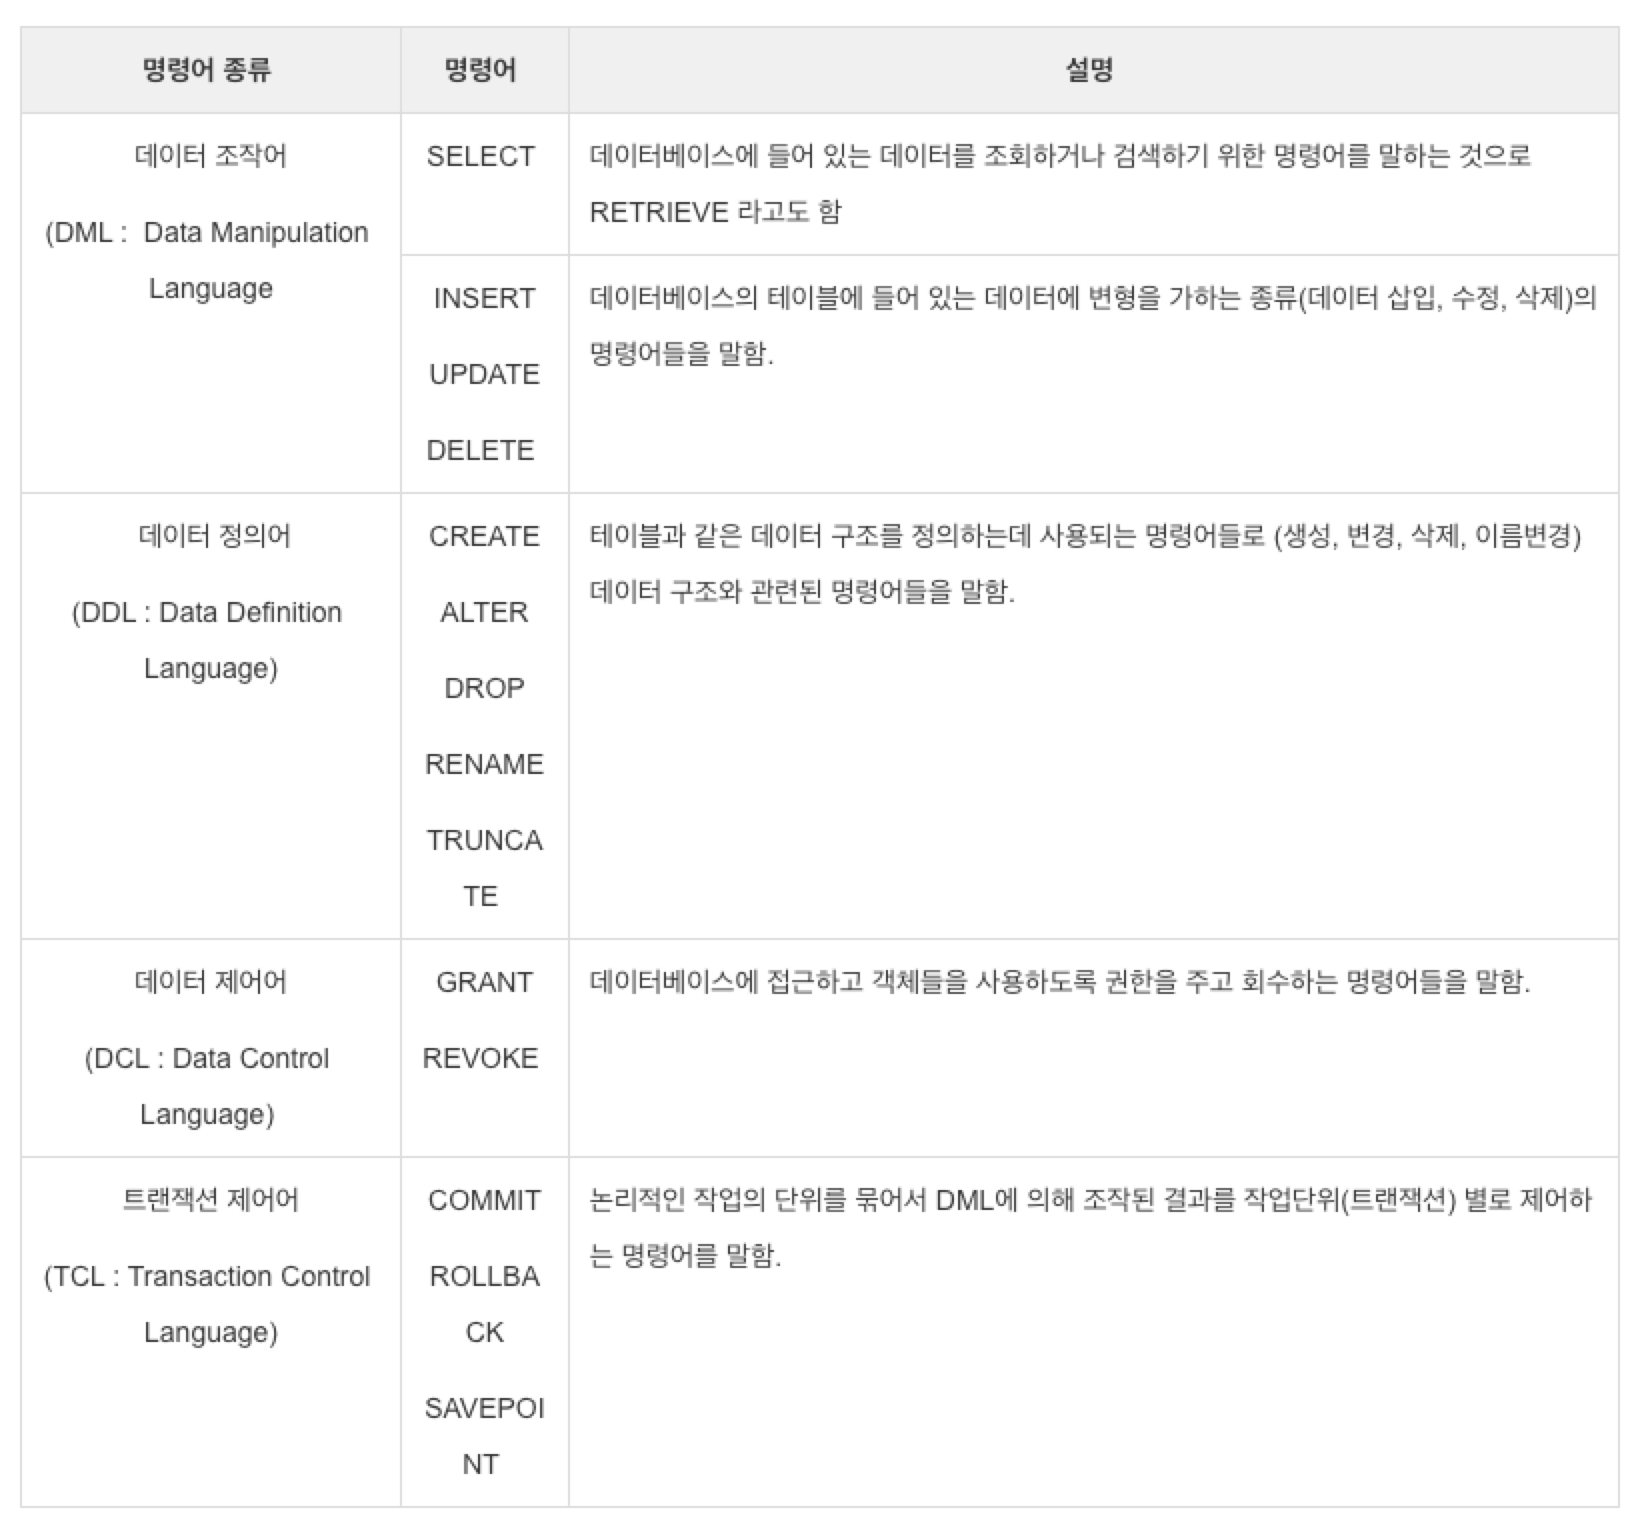 명령어 종류
명령어
설명
데이터 조작어
(DML :  Data Manipulation
Language
SELECT
데이터베이스에 들어 있는 데이터를 조회하거나 검색하기 위한 명령어를 말하는 것으로
RETRIEVE 라고도 함
INSERT
UPDATE
DELETE
데이터베이스의 테이블에 들어 있는 데이터에 변형을 가하는 종류(데이터 삽입, 수정, 삭제)의
명령어들을 말함.
데이터 정의어
(DDL : Data Definition
Language)
CREATE
ALTER
DROP
RENAME
TRUNCA
TE
테이블과 같은 데이터 구조를 정의하는데 사용되는 명령어들로 (생성, 변경, 삭제, 이름변경)
데이터 구조와 관련된 명령어들을 말함.
데이터 제어어
(DCL : Data Control
Language)
GRANT
REVOKE
데이터베이스에 접근하고 객체들을 사용하도록 권한을 주고 회수하는 명령어들을 말함.
트랜잭션 제어어
(TCL : Transaction Control
Language)
COMMIT
ROLLBA
CK
SAVEPOI
NT
논리적인 작업의 단위를 묶어서 DML에 의해 조작된 결과를 작업단위(트랜잭션) 별로 제어하
는 명령어를 말함.